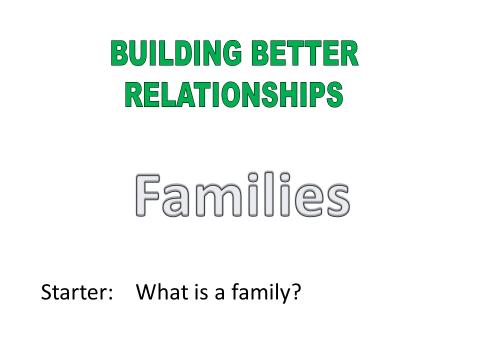 BUILDING BETTER
RELATIONSHIPS
Families
Starter: What is a family?